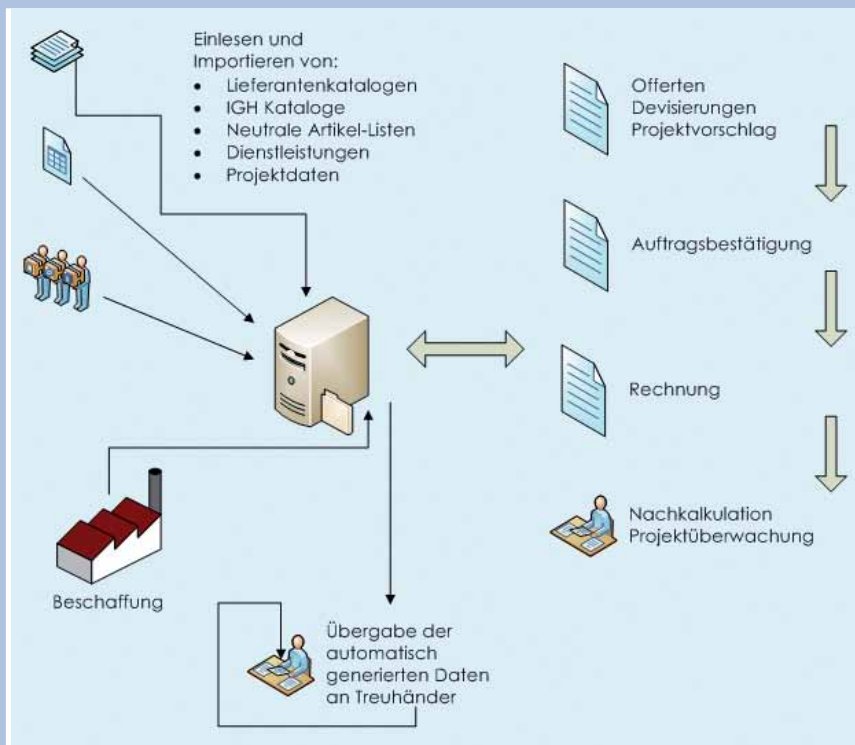 Einlesen und
Importieren von:
• Lieferantenkatalogen
• IGH Kataloge
• Neutrale Artikel-Listen
• Dienstleistungen
• Projektdaten
Offerten
Devisierungen
Projektvorschlag
Auftragsbestätigung
Rechnung
Nachkalkulation
Projektüberwachung
Beschaffung
Übergabe der
automatisch
generierten Daten
an Treuhänder